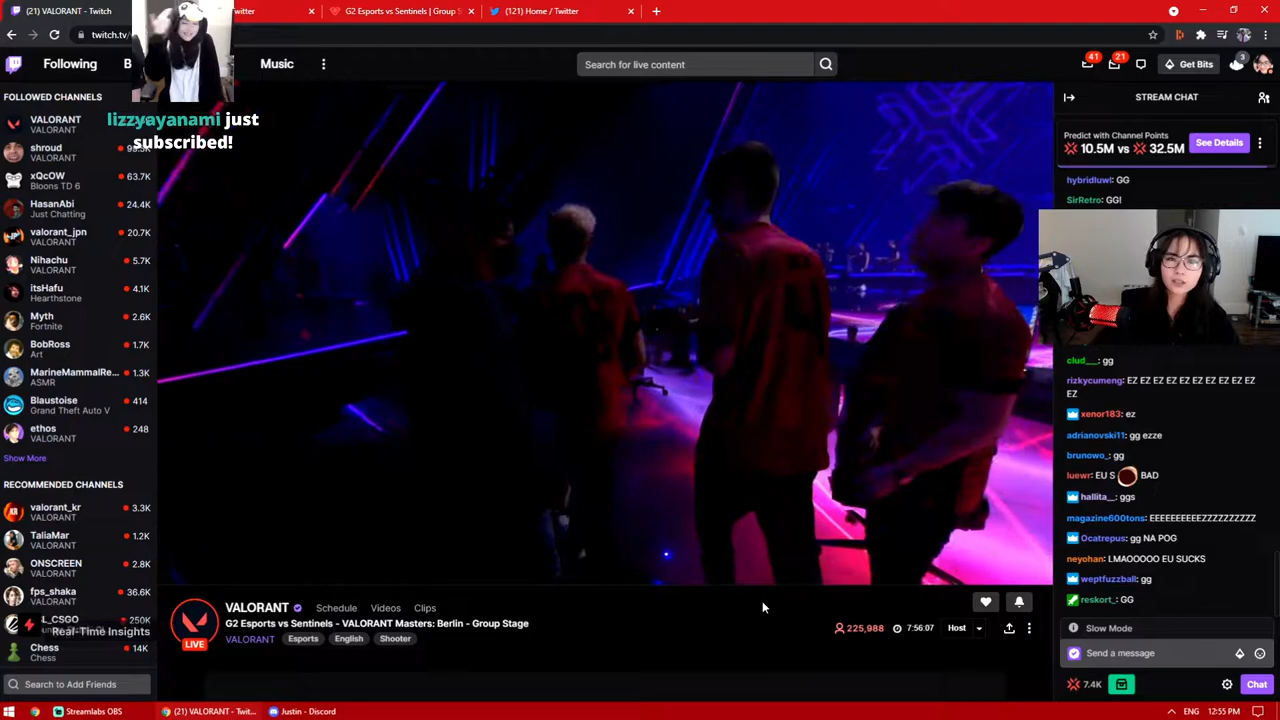 (21) VALORANT - Twitch
witter
G2 Esports vs Sentinels | Group S
(121) Home / Twitter
twitch.tv/
Following
B
Music
Search for live content
41
21
Get Bits
3
FOLLOWED CHANNELS
VALORANT
VALORANT
shroud
VALORANT
xQcOW
63.7K
Bloons TD 6
HasanAbi
24.4K
Just Chatting
valorant_jpn
20.7K
VALORANT
Nihachu
5.7K
VALORANT
itsHafu
4.1K
Hearthstone
Myth
2.6K
Fortnite
BobRoss
1.7K
Art
MarineMammalRe...
1.3K
ASMR
Blaustoise
414
Grand Theft Auto V
ethos
248
VALORANT
Show More
RECOMMENDED CHANNELS
valorant_kr
3.3K
VALORANT
TaliaMar
1.2K
VALORANT
ONSCREEN
2.8K
VALORANT
fps_shaka
36.6K
VALORANT
L_CSGO
250K
Real-Time Insights
Chess
14K
Chess
Search to Add Friends
lizzyayanami just
subscribed!
VALORANT
Schedule
Videos
Clips
G2 Esports vs Sentinels - VALORANT Masters: Berlin - Group Stage
VALORANT
Esports
English
Shooter
LIVE
225,988
7:56:07
Host
STREAM CHAT
Predict with Channel Points
10.5M vs 32.5M
See Details
hybridluwl: GG
SirRetro: GG!
clud___: gg
rizkycumeng: EZ EZ EZ EZ EZ EZ EZ EZ EZ EZ
EZ
xenor183: ez
adrianovski11: gg ezze
brunowo_: gg
luewr: EU S BAD
hallita__: ggs
magazine600tons: EEEEEEEEEEZZZZZZZZZZ
Ocatrepus: gg NA POG
neyohan: LMAOOOOO EU SUCKS
weptfuzzball: gg
reskort_: GG
Slow Mode
Send a message
7.4K
Chat
Streamlabs OBS
(21) VALORANT - Twit...
Justin - Discord
ENG
12:55 PM